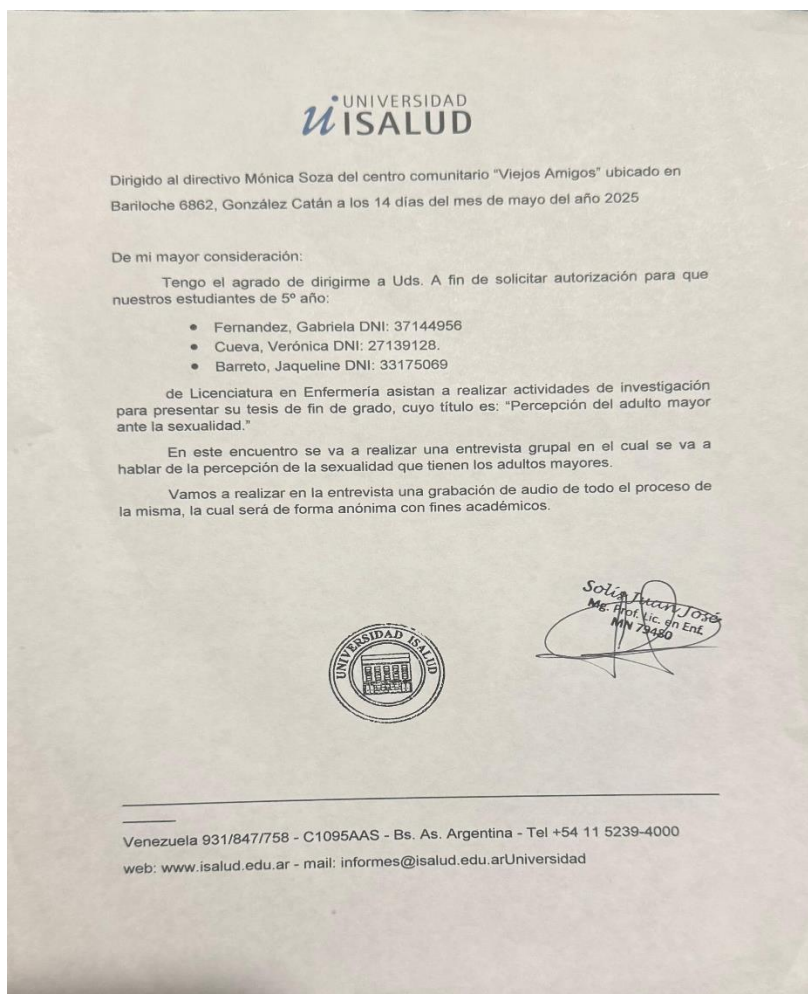 UNIVERSIDAD
ui ISALUD
Dirigido al directivo Mónica Soza del centro comunitario “Viejos Amigos” ubicado en
Bariloche 6862, González Catán a los 14 días del mes de mayo del año 2025
De mi mayor consideración:
Tengo el agrado de dirigirme a Uds. A fin de solicitar autorización para que
nuestros estudiantes de 5º año:
• Fernandez, Gabriela DNI: 37144956
• Cueva, Verónica DNI: 27139128.
• Barreto, Jaqueline DNI: 33175069
de Licenciatura en Enfermería asistan a realizar actividades de investigación
para presentar su tesis de fin de grado, cuyo título es: “Percepción del adulto mayor
ante la sexualidad.”
En este encuentro se va a realizar una entrevista grupal en el cual se va a
hablar de la percepción de la sexualidad que tienen los adultos mayores.
Vamos a realizar en la entrevista una grabación de audio de todo el proceso de
la misma, la cual será de forma anónima con fines académicos.
Solis Juan José
Mg. Prof. Lic. en Enf.
MN 79480
UNIVERSIDAD ISALUD
Venezuela 931/847/758 - C1095AAS - Bs. As. Argentina - Tel +54 11 5239-4000
web: www.isalud.edu.ar - mail: informes@isalud.edu.arUniversidad